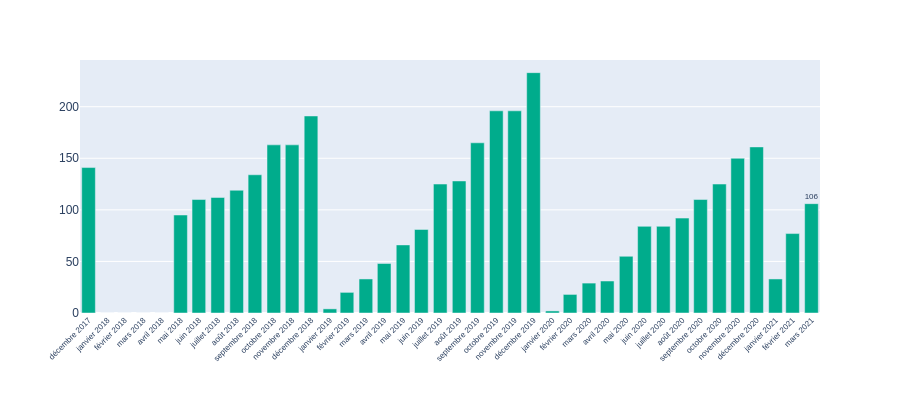 200
150
100
50
0
106
décembre 2017
janvier 2018
février 2018
mars 2018
avril 2018
mai 2018
juin 2018
juillet 2018
août 2018
septembre 2018
octobre 2018
novembre 2018
décembre 2018
janvier 2019
février 2019
mars 2019
avril 2019
mai 2019
juin 2019
juillet 2019
août 2019
septembre 2019
octobre 2019
novembre 2019
décembre 2019
janvier 2020
février 2020
mars 2020
avril 2020
mai 2020
juin 2020
juillet 2020
août 2020
septembre 2020
octobre 2020
novembre 2020
décembre 2020
janvier 2021
février 2021
mars 2021